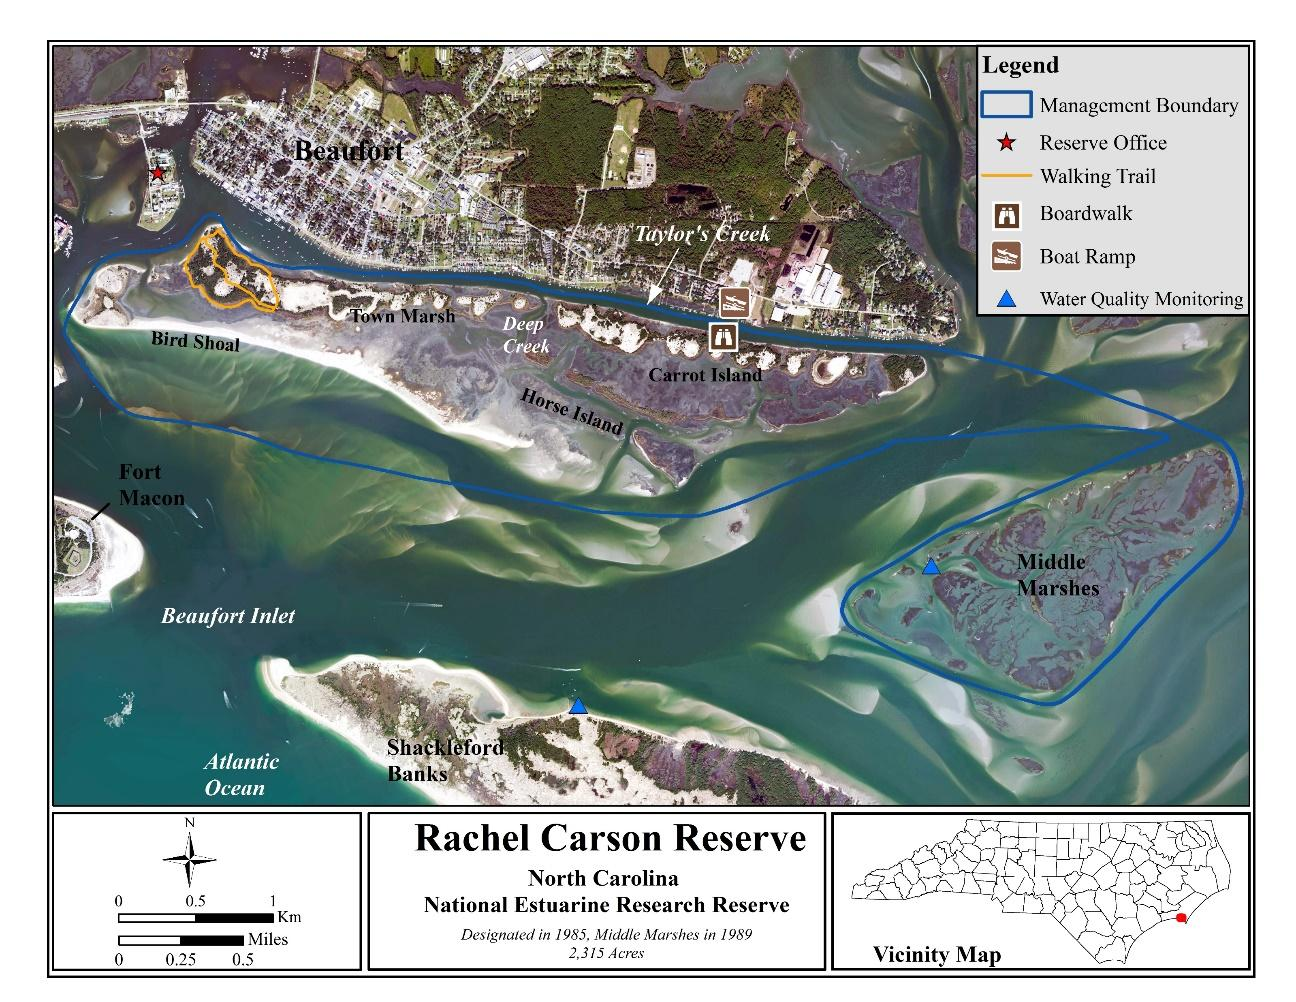 Legend
Management Boundary
Reserve Office
Walking Trail
Boardwalk
Boat Ramp
Water Quality Monitoring
Beaufort
Taylor's Creek
Town Marsh
Deep
Creek
Bird Shoal
Carrot Island
Horse Island
Fort
Macon
Middle
Marshes
Beaufort Inlet
Shackleford
Banks
Atlantic
Ocean
N
0 0.5 1
Km
Miles
0 0.25 0.5
Rachel Carson Reserve
North Carolina
National Estuarine Research Reserve
Designated in 1985, Middle Marshes in 1989
2,315 Acres
Vicinity Map